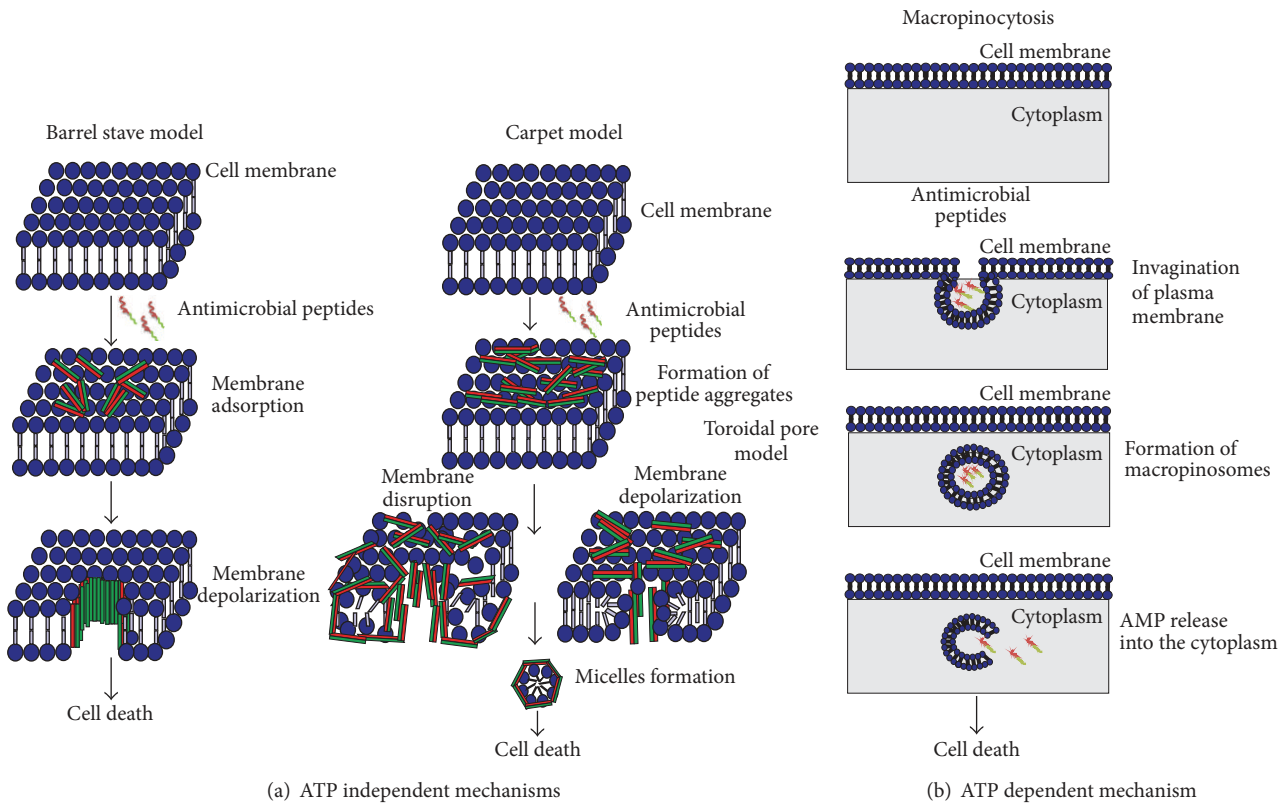 Barrel stave model
Cell membrane
Antimicrobial peptides
Membrane
adsorption
Membrane
depolarization
Cell death
Carpet model
Cell membrane
Antimicrobial
peptides
Formation of
peptide aggregates
Toroidal pore
model
Membrane
disruption
Membrane
depolarization
Micelles formation
Cell death
(a) ATP independent mechanisms
Macropinocytosis
Cell membrane
Cytoplasm
Antimicrobial
peptides
Cell membrane
Cytoplasm
Invagination
of plasma
membrane
Cell membrane
Cytoplasm
Formation of
macropinosomes
Cell membrane
Cytoplasm
AMP release
into the cytoplasm
Cell death
(b) ATP dependent mechanism